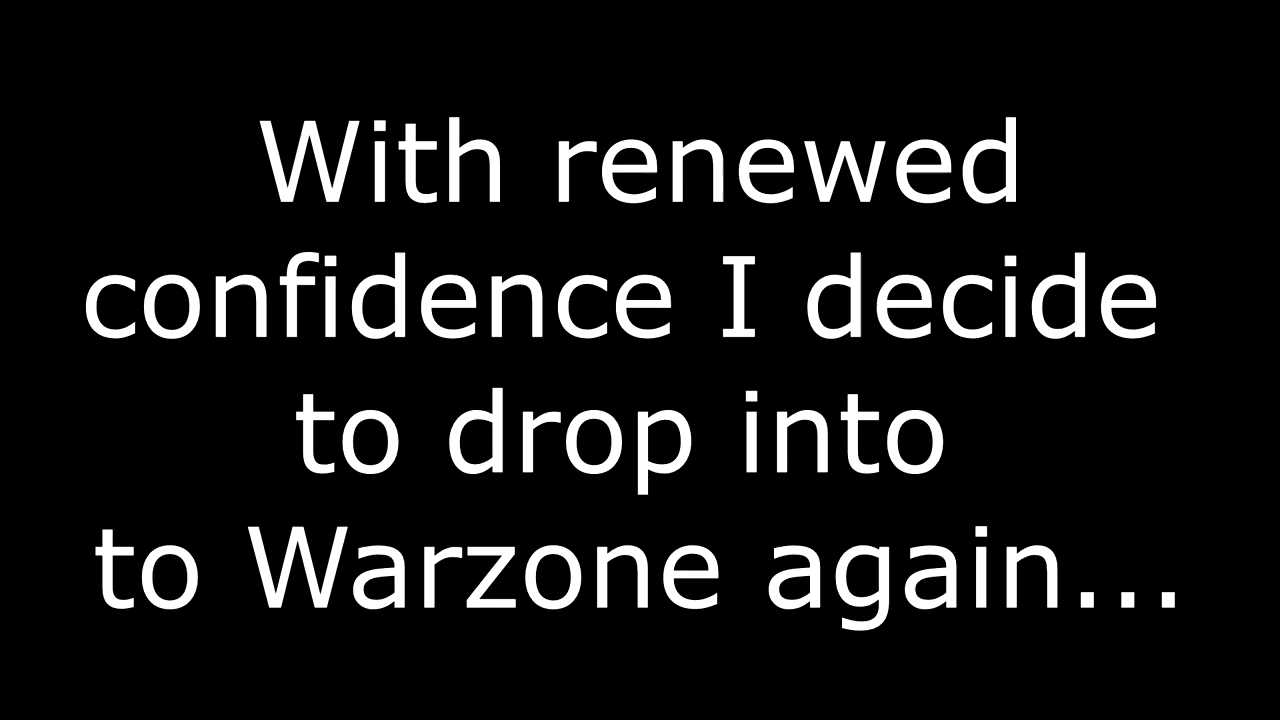 With renewed
confidence I decide
to drop into
to Warzone again...